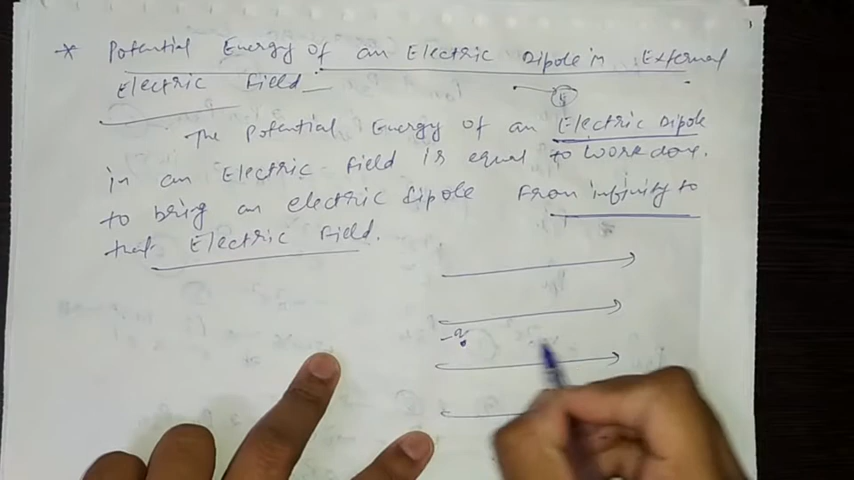 * Potential Energy of an Electric Dipole in External
Electric Field
The Potential Energy of an Electric Dipole
in an Electric field is equal to work done.
to bring an electric dipole from infinity to
that Electric Field.
-q